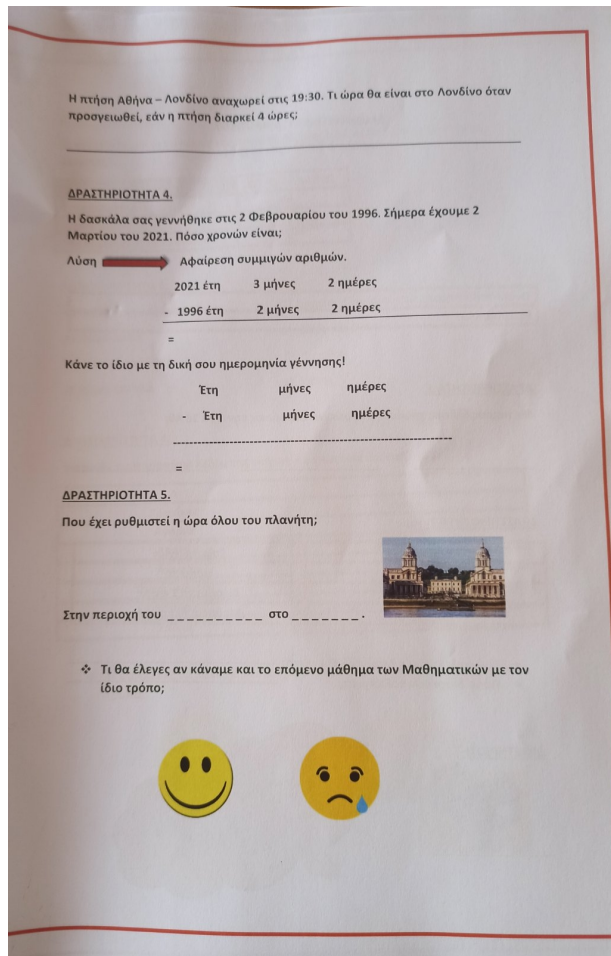 Η πτήση Αθήνα – Λονδίνο αναχωρεί στις 19:30. Τι ώρα θα είναι στο Λονδίνο όταν
προσγειωθεί, εάν η πτήση διαρκεί 4 ώρες;
ΔΡΑΣΤΗΡΙΟΤΗΤΑ 4.
Η δασκάλα σας γεννήθηκε στις 2 Φεβρουαρίου του 1996. Σήμερα έχουμε 2
Μαρτίου του 2021. Πόσο χρονών είναι;
Λύση Αφαίρεση συμμιγών αριθμών.
2021 έτη 3 μήνες 2 ημέρες
- 1996 έτη 2 μήνες 2 ημέρες
=
Κάνε το ίδιο με τη δική σου ημερομηνία γέννησης!
Έτη μήνες ημέρες
- Έτη μήνες ημέρες
=
ΔΡΑΣΤΗΡΙΟΤΗΤΑ 5.
Που έχει ρυθμιστεί η ώρα όλου του πλανήτη;
Στην περιοχή του _ _ _ _ _ _ _ _ _ _ στο _ _ _ _ _ _ _ .
❖ Τι θα έλεγες αν κάναμε και το επόμενο μάθημα των Μαθηματικών με τον
ίδιο τρόπο;